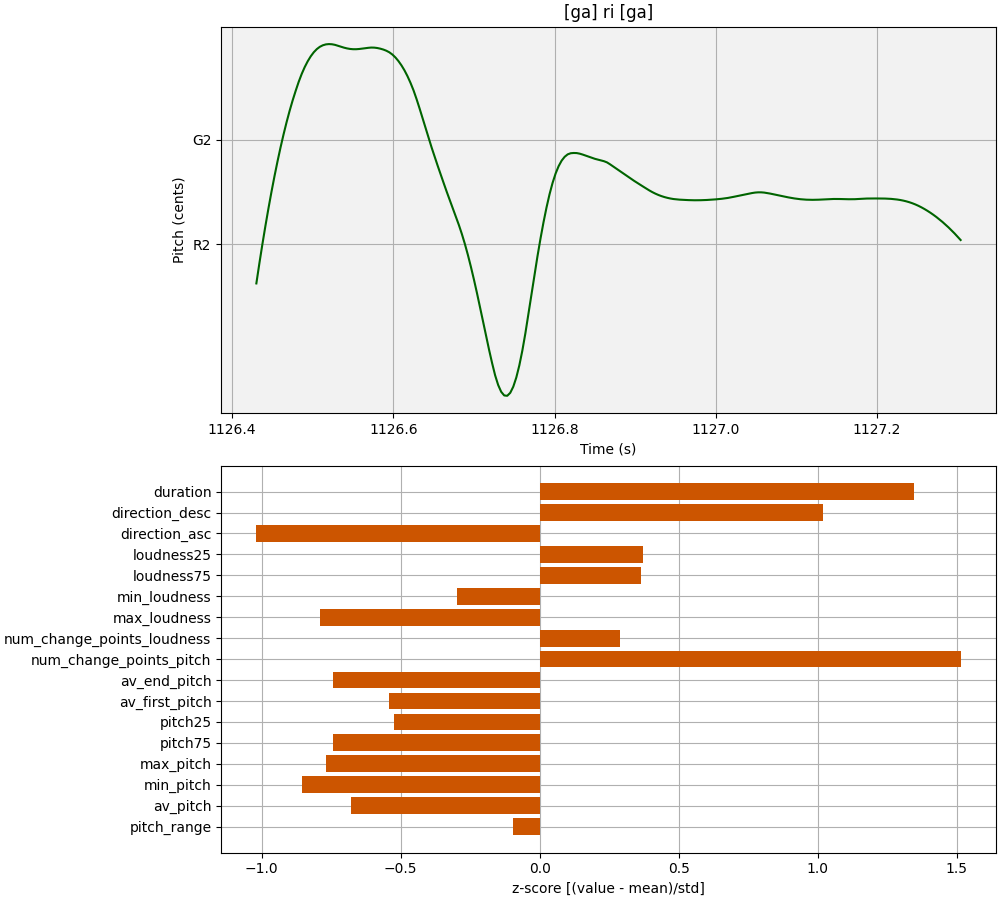 [ga] ri [ga]
G2
R2
Pitch (cents)
1126.4 1126.6 1126.8 1127.0 1127.2
Time (s)
duration
direction_desc
direction_asc
loudness25
loudness75
min_loudness
max_loudness
num_change_points_loudness
num_change_points_pitch
av_end_pitch
av_first_pitch
pitch25
pitch75
max_pitch
min_pitch
av_pitch
pitch_range
−1.0 −0.5 0.0 0.5 1.0 1.5
z-score [(value - mean)/std]